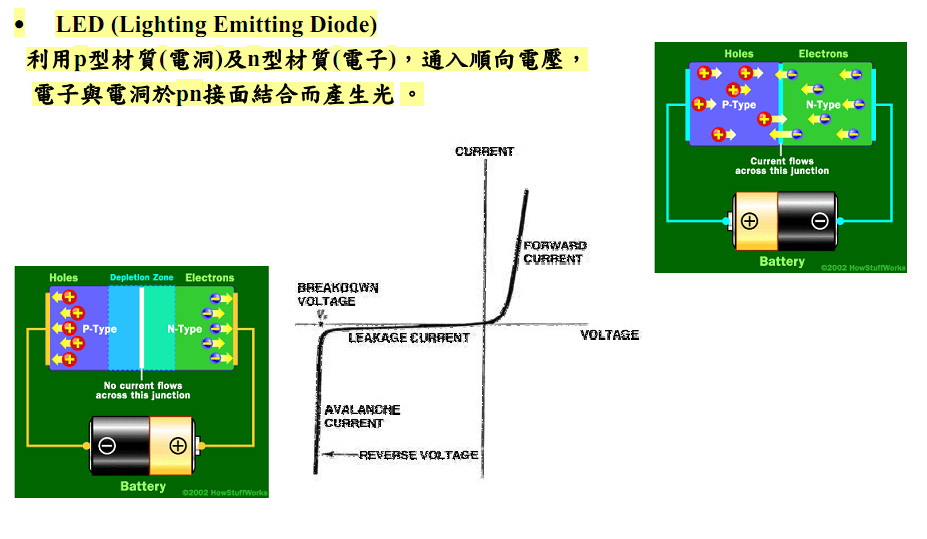 • LED (Lighting Emitting Diode)
利用p型材質(電洞)及n型材質(電子)，通入順向電壓，
電子與電洞於pn接面結合而產生光 。
Holes Electrons
P-Type N-Type
Current flows
across this junction
Battery
©2002 HowStuffWorks
CURRENT
FORWARD
CURRENT
BREAKDOWN
VOLTAGE
LEAKAGE CURRENT
VOLTAGE
AVALANCHE
CURRENT
REVERSE VOLTAGE
Holes Depletion Zone Electrons
P-Type N-Type
No current flows
across this junction
Battery
©2002 HowStuffWorks